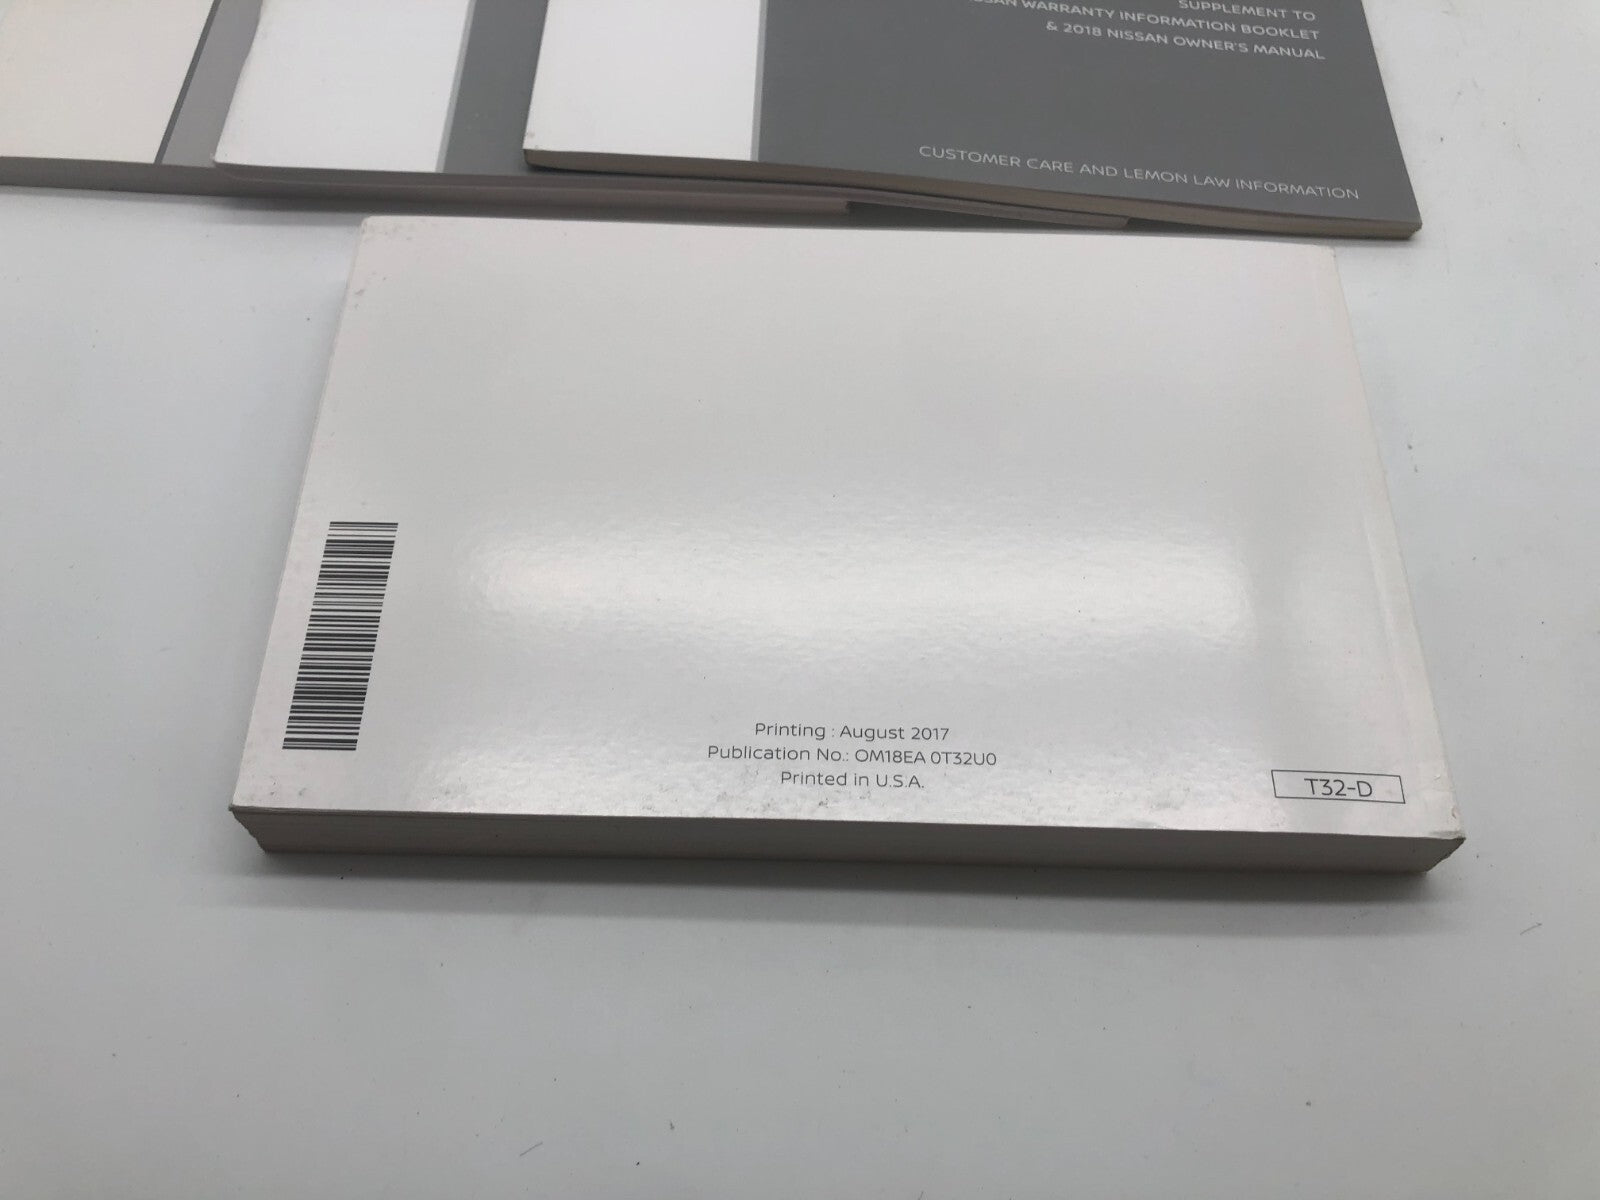 SUPPLEMENT TO
WARRANTY INFORMATION BOOKLET
& 2018 NISSAN OWNER'S MANUAL
CUSTOMER CARE AND LEMON LAW INFORMATION
Printing : August 2017
Publication No.: OM18EA 0T32U0
Printed in U.S.A.
T32-D